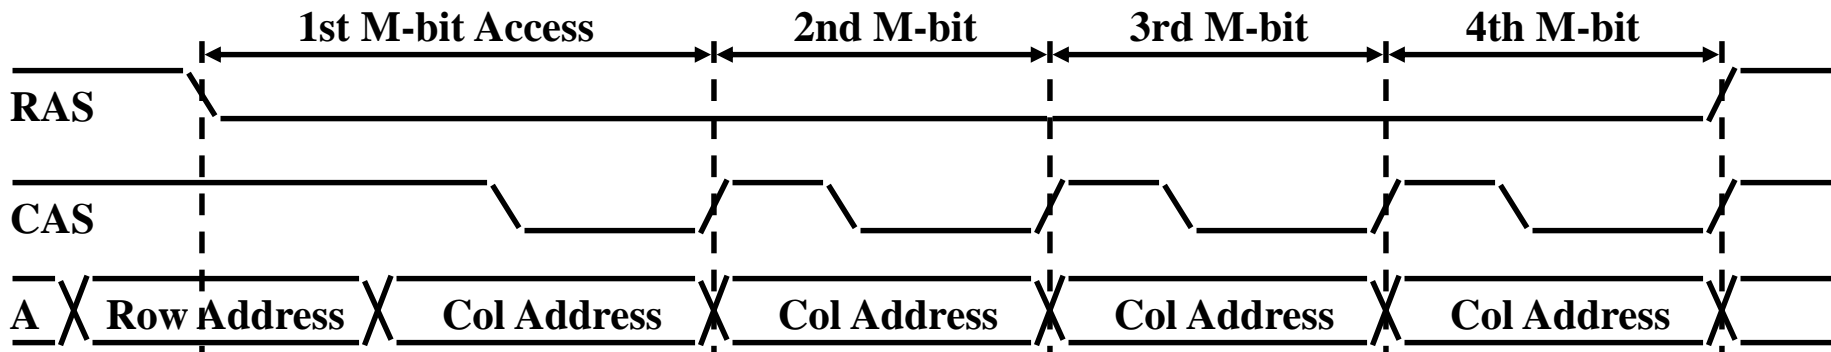 1st M-bit Access 2nd M-bit 3rd M-bit 4th M-bit
RAS
CAS
A Row Address Col Address Col Address Col Address Col Address